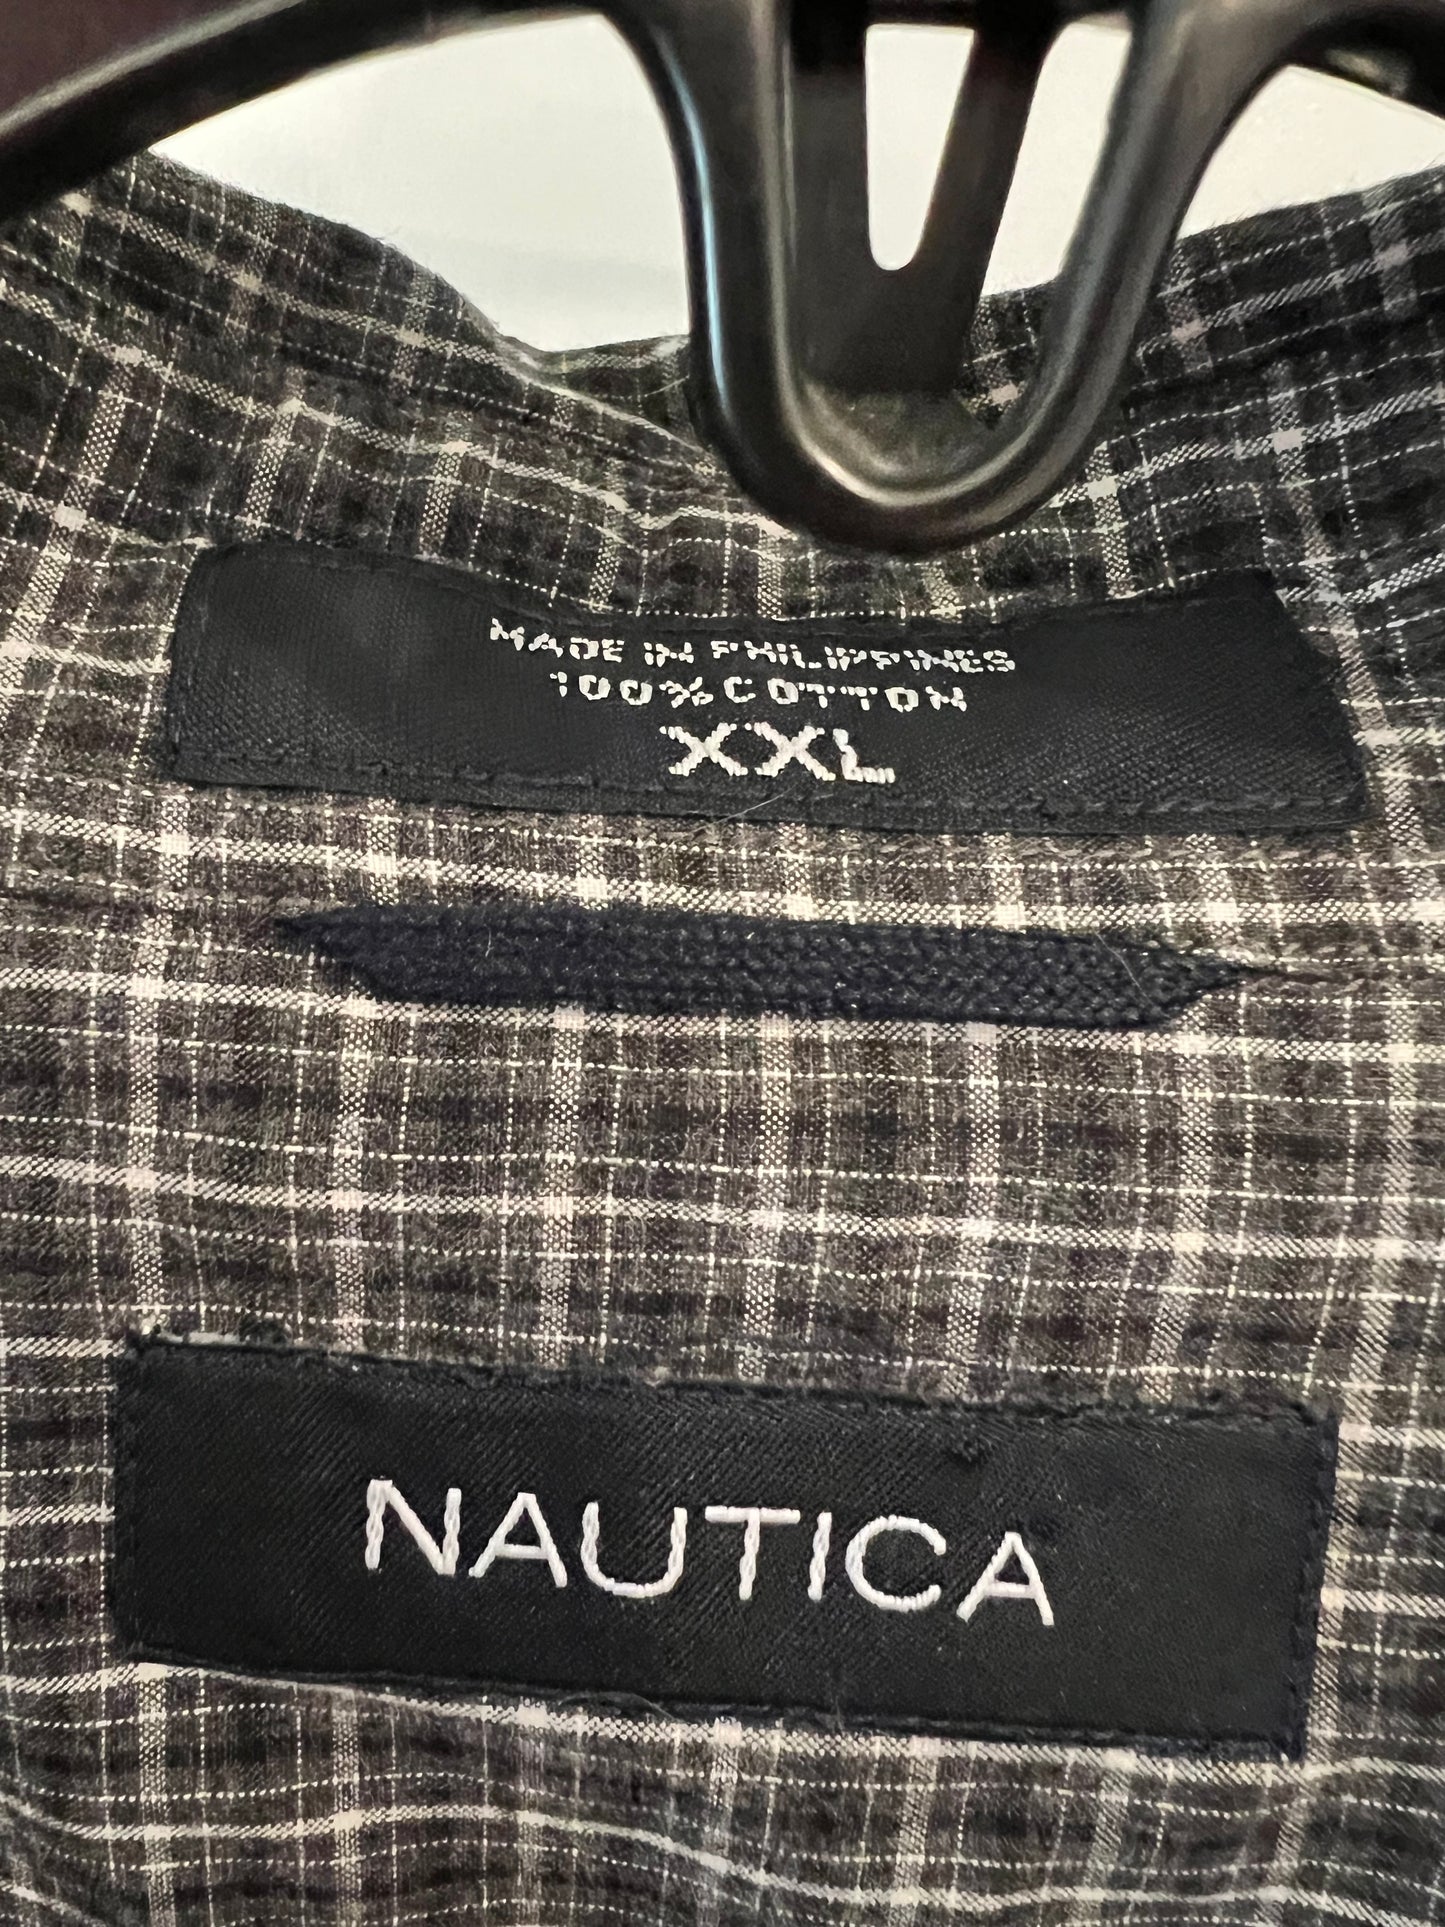 MADE IN PHILIPPINES
100% COTTON
XXL
NAUTICA